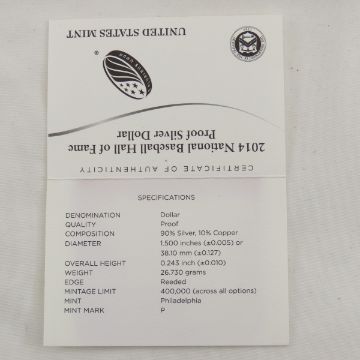 UNITED STATES MINT
2014 National Baseball Hall of Fame
Proof Silver Dollar
CERTIFICATE OF AUTHENTICITY
SPECIFICATIONS
DENOMINATION Dollar
QUALITY Proof
COMPOSITION 90% Silver, 10% Copper
DIAMETER 1.500 inches (±0.005) or
38.10 mm (±0.127)
OVERALL HEIGHT 0.243 inch (±0.010)
WEIGHT 26.730 grams
EDGE Reeded
MINTAGE LIMIT 400,000 (across all options)
MINT Philadelphia
MINT MARK P